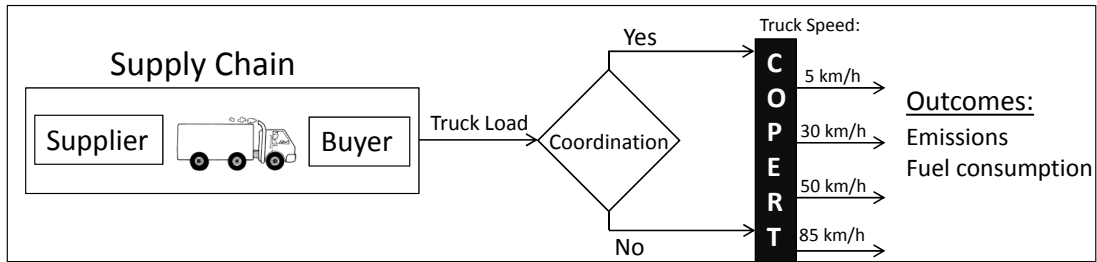 Supply Chain
Supplier
Buyer
Truck Load
Coordination
Yes
No
Truck Speed:
COPERT
5 km/h
30 km/h
50 km/h
85 km/h
Outcomes:
Emissions
Fuel consumption